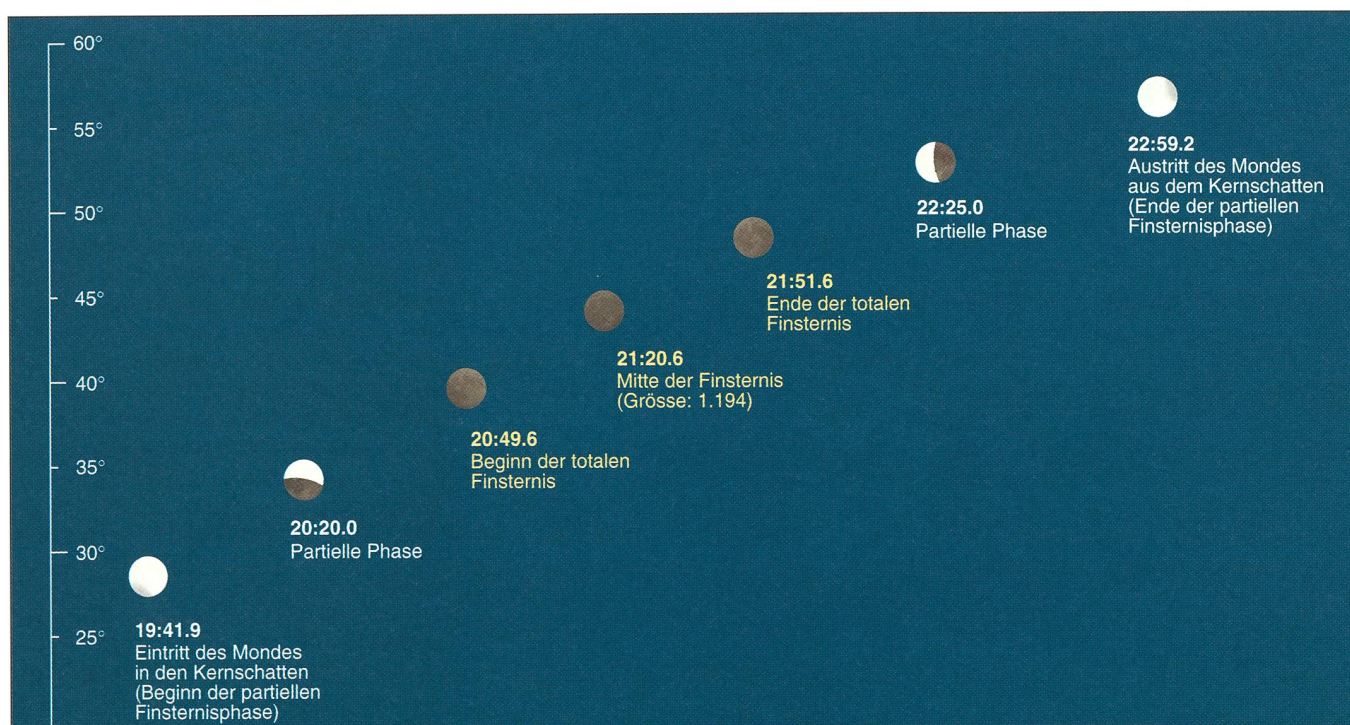 60°
55°
50°
45°
40°
35°
30°
25°
19:41.9
Eintritt des Mondes
in den Kernschatten
(Beginn der partiellen
Finsternisphase)
20:20.0
Partielle Phase
20:49.6
Beginn der totalen
Finsternis
21:20.6
Mitte der Finsternis
(Grösse: 1.194)
21:51.6
Ende der totalen
Finsternis
22:25.0
Partielle Phase
22:59.2
Austritt des Mondes
aus dem Kernschatten
(Ende der partiellen
Finsternisphase)